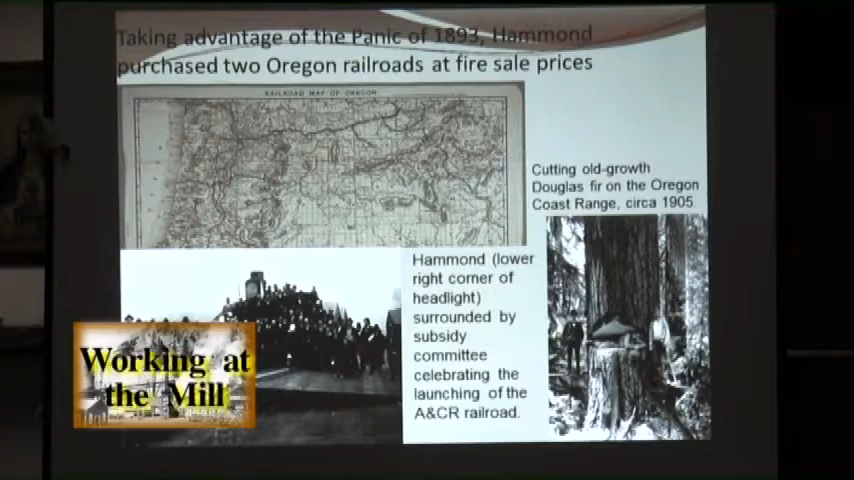 Taking advantage of the Panic of 1893, Hammond
purchased two Oregon railroads at fire sale prices
RAILROAD MAP OF OREGON
Cutting old-growth
Douglas fir on the Oregon
Coast Range, circa 1905.
Hammond (lower
right corner of
headlight)
surrounded by
subsidy
committee
celebrating the
launching of the
A&CR railroad.
Working at
the Mill